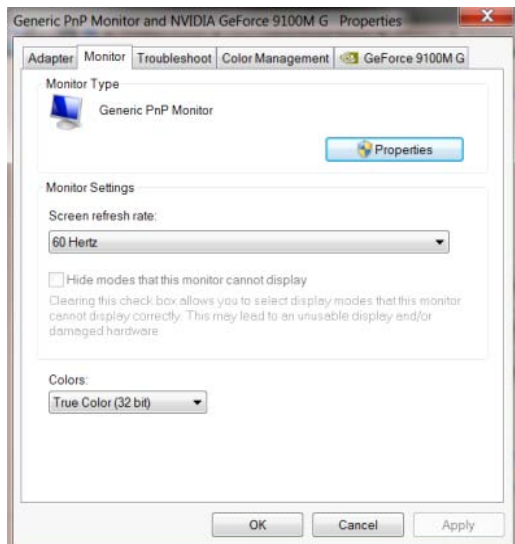 Generic PnP Monitor and NVIDIA GeForce 9100M G Properties
Adapter Monitor Troubleshoot Color Management GeForce 9100M G
Monitor Type
Generic PnP Monitor
Properties
Monitor Settings
Screen refresh rate:
60 Hertz
Hide modes that this monitor cannot display
Clearing this check box allows you to select display modes that this monitor
cannot display correctly. This may lead to an unusable display and/or
damaged hardware.
Colors:
True Color (32 bit)
OK Cancel Apply